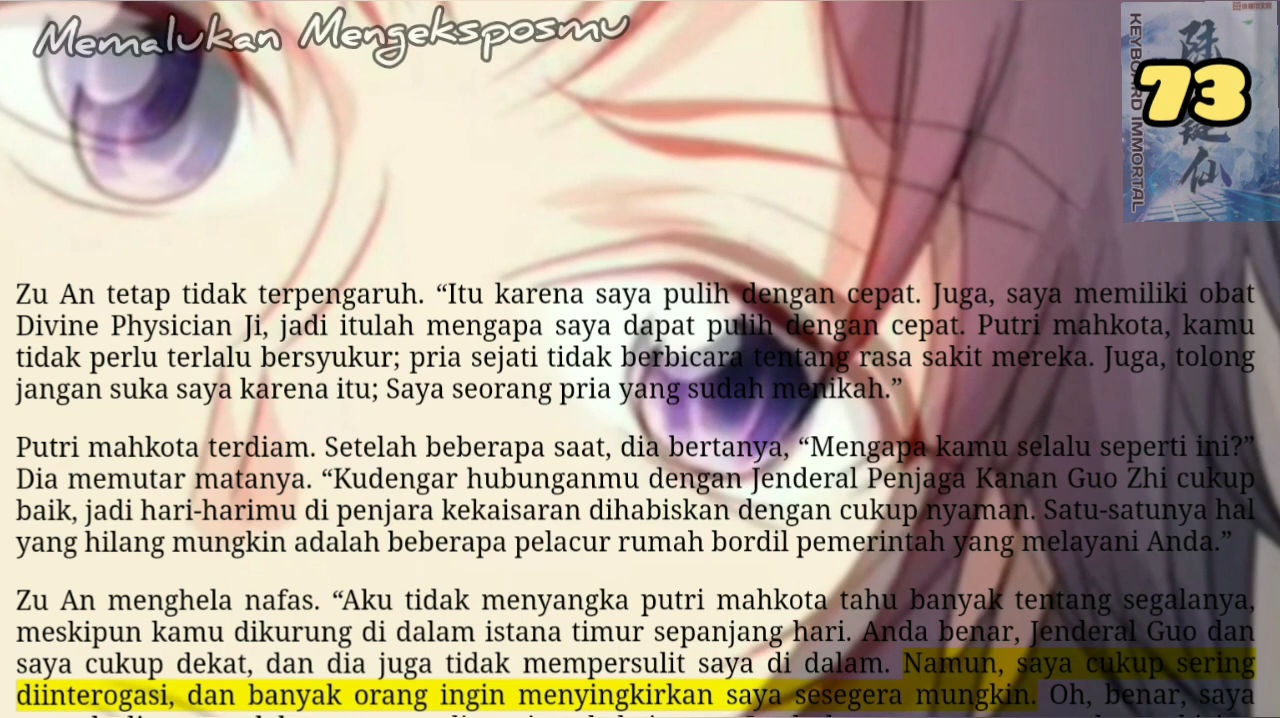 Memalukan Mengeksposmu
73
陆地键仙
KEYBOARD IMMORTAL
Zu An tetap tidak terpengaruh. “Itu karena saya pulih dengan cepat. Juga, saya memiliki obat
Divine Physician Ji, jadi itulah mengapa saya dapat pulih dengan cepat. Putri mahkota, kamu
tidak perlu terlalu bersyukur; pria sejati tidak berbicara tentang rasa sakit mereka. Juga, tolong
jangan suka saya karena itu; Saya seorang pria yang sudah menikah.”
Putri mahkota terdiam. Setelah beberapa saat, dia bertanya, “Mengapa kamu selalu seperti ini?”
Dia memutar matanya. “Kudengar hubunganmu dengan Jenderal Penjaga Kanan Guo Zhi cukup
baik, jadi hari-harimu di penjara kekaisaran dihabiskan dengan cukup nyaman. Satu-satunya hal
yang hilang mungkin adalah beberapa pelacur rumah bordil pemerintah yang melayani Anda.”
Zu An menghela nafas. “Aku tidak menyangka putri mahkota tahu banyak tentang segalanya,
meskipun kamu dikurung di dalam istana timur sepanjang hari. Anda benar, Jenderal Guo dan
saya cukup dekat, dan dia juga tidak mempersulit saya di dalam. Namun, saya cukup sering
diinterogasi, dan banyak orang ingin menyingkirkan saya sesegera mungkin. Oh, benar, saya